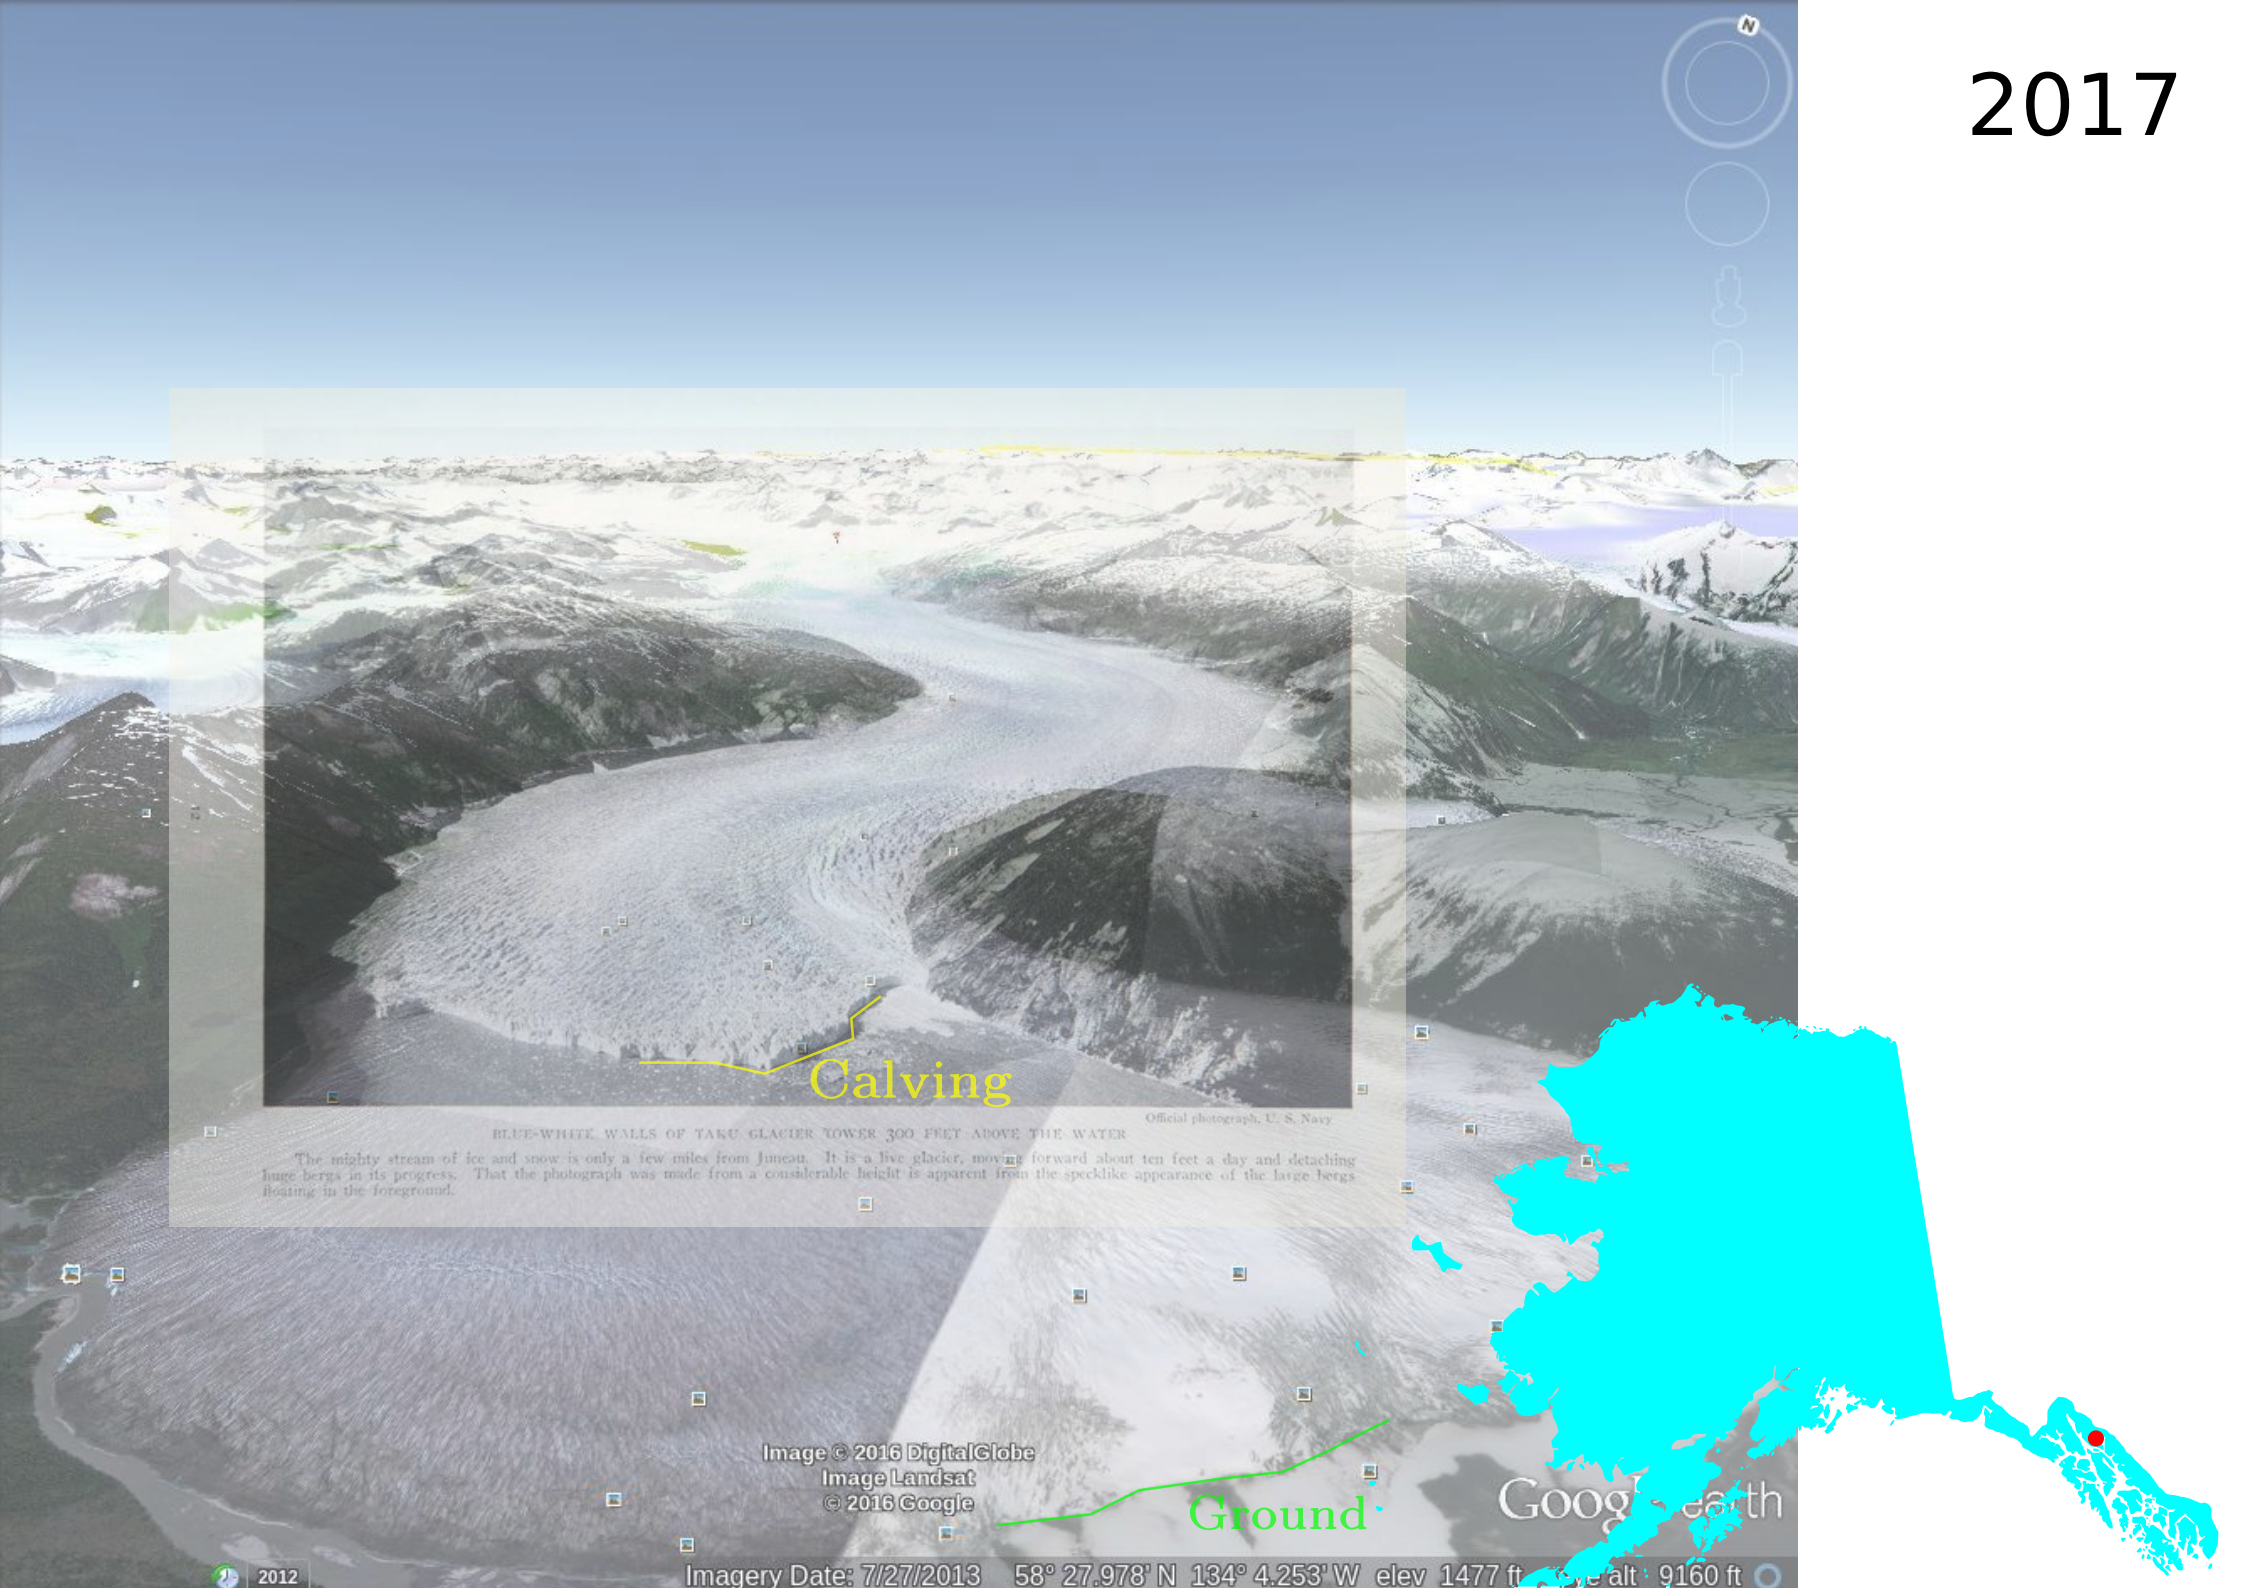 N
2017
Calving
Official photograph, U. S. Navy
BLUE-WHITE WALLS OF TAKU GLACIER TOWER 300 FEET ABOVE THE WATER
The mighty stream of ice and snow is only a few miles from Juneau. It is a live glacier, moving forward about ten feet a day and detaching
huge bergs in its progress. That the photograph was made from a considerable height is apparent from the specklike appearance of the large bergs
floating in the foreground.
Image © 2016 DigitalGlobe
Image Landsat
© 2016 Google
Ground
Google earth
2012
Imagery Date: 7/27/2013 58° 27.978' N 134° 4.253' W elev 1477 ft alt 9160 ft